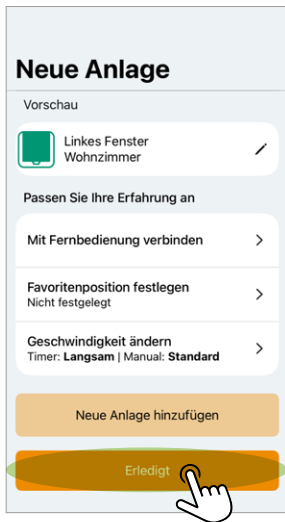 Neue Anlage
Vorschau
Linkes Fenster
Wohnzimmer
Passen Sie Ihre Erfahrung an
Mit Fernbedienung verbinden
Favoritenposition festlegen
Nicht festgelegt
Geschwindigkeit ändern
Timer: Langsam | Manual: Standard
Neue Anlage hinzufügen
Erledigt